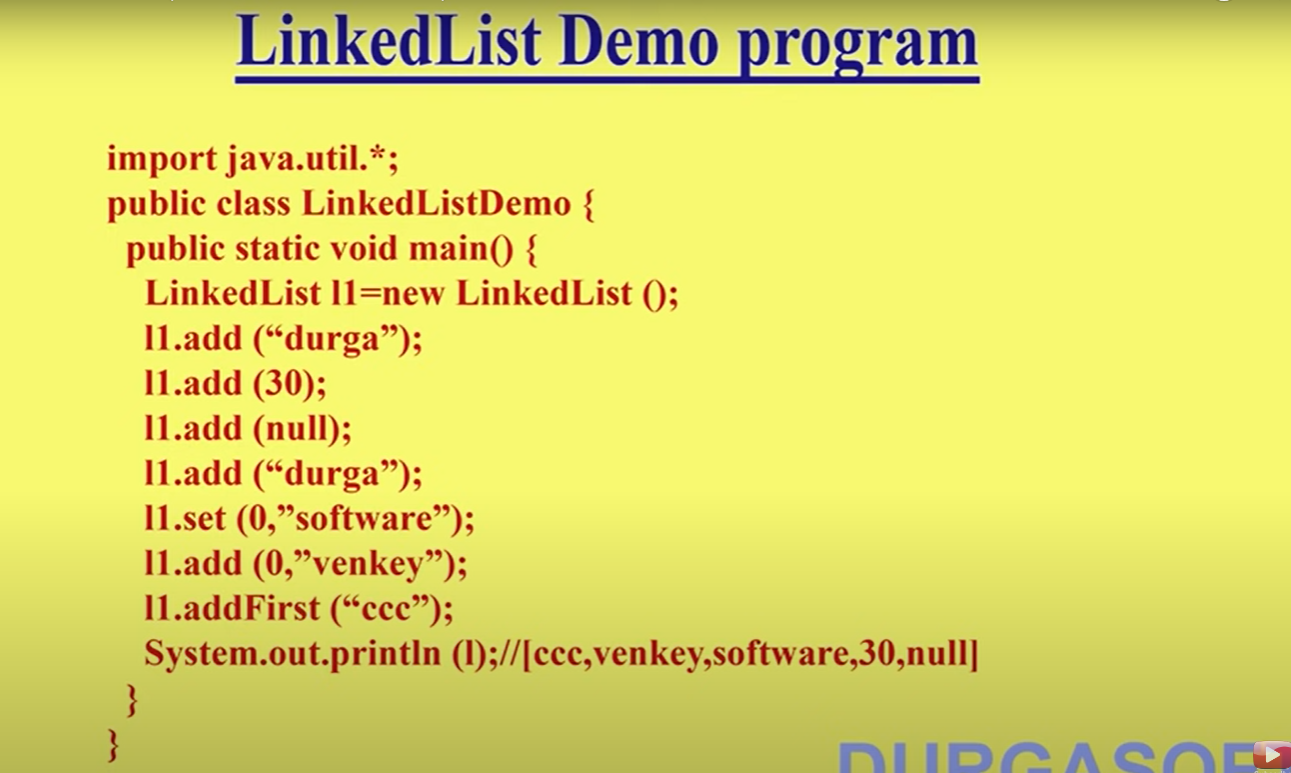 LinkedList Demo program
import java.util.*;
public class LinkedListDemo {
public static void main() {
LinkedList l1=new LinkedList ();
l1.add (“durga”);
l1.add (30);
l1.add (null);
l1.add (“durga”);
l1.set (0,”software”);
l1.add (0,”venkey”);
l1.addFirst (“ccc”);
System.out.println (l);//[ccc,venkey,software,30,null]
}
}